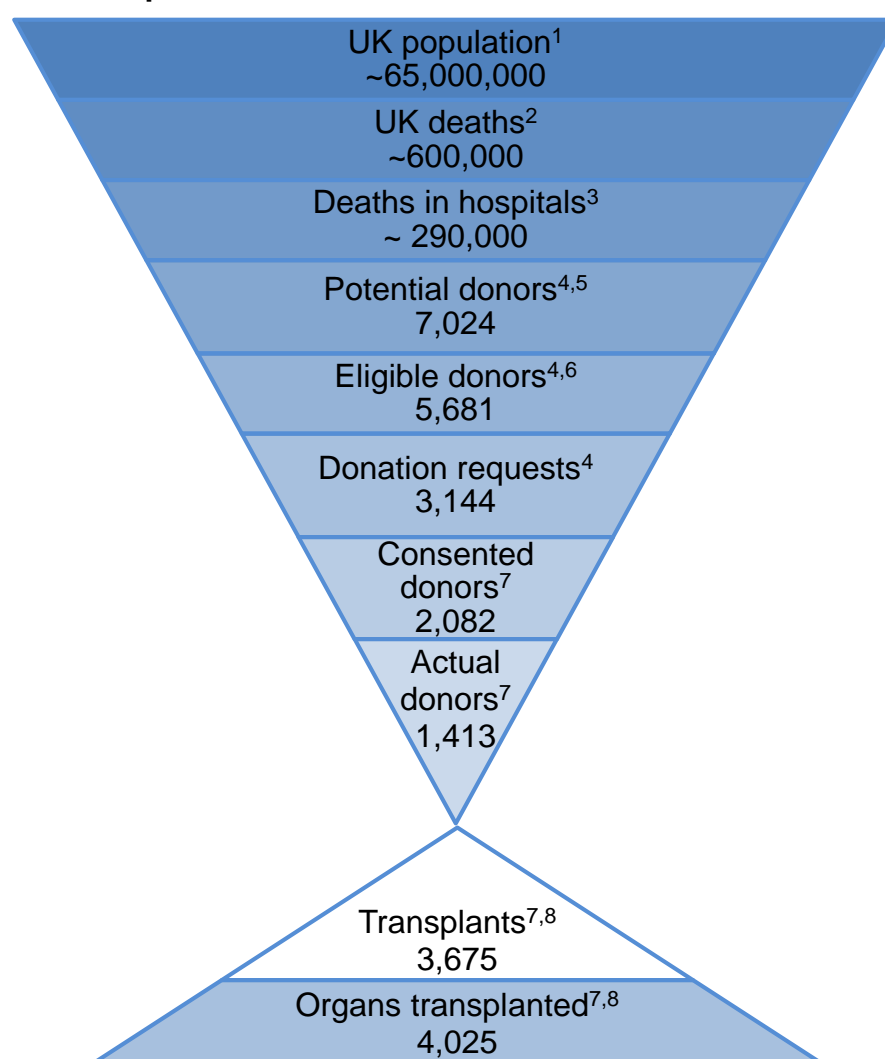 UK population¹
~65,000,000
UK deaths²
~600,000
Deaths in hospitals³
~ 290,000
Potential donors⁴,⁵
7,024
Eligible donors⁴,⁶
5,681
Donation requests⁴
3,144
Consented
donors⁷
2,082
Actual
donors⁷
1,413
Transplants⁷,⁸
3,675
Organs transplanted⁷,⁸
4,025